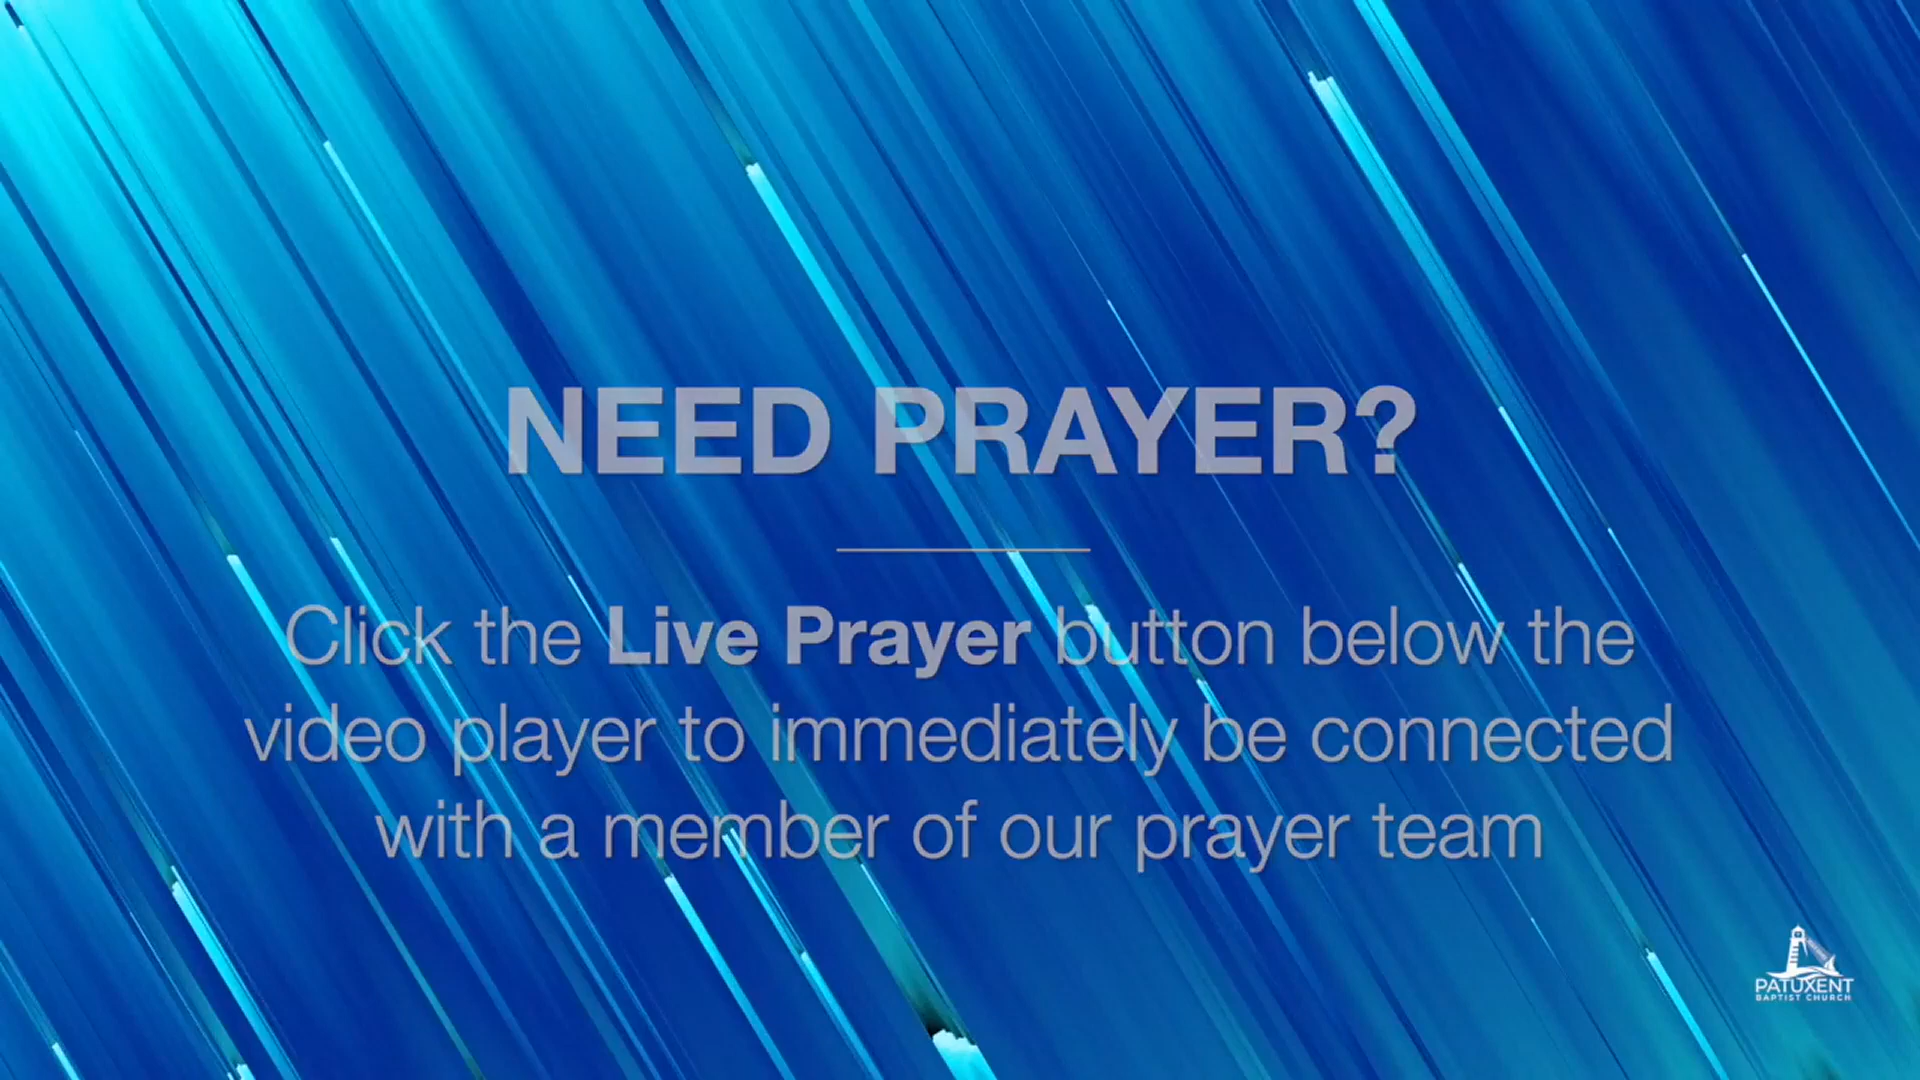 NEED PRAYER?
Click the Live Prayer button below the
video player to immediately be connected
with a member of our prayer team
PATUXENT
BAPTIST CHURCH